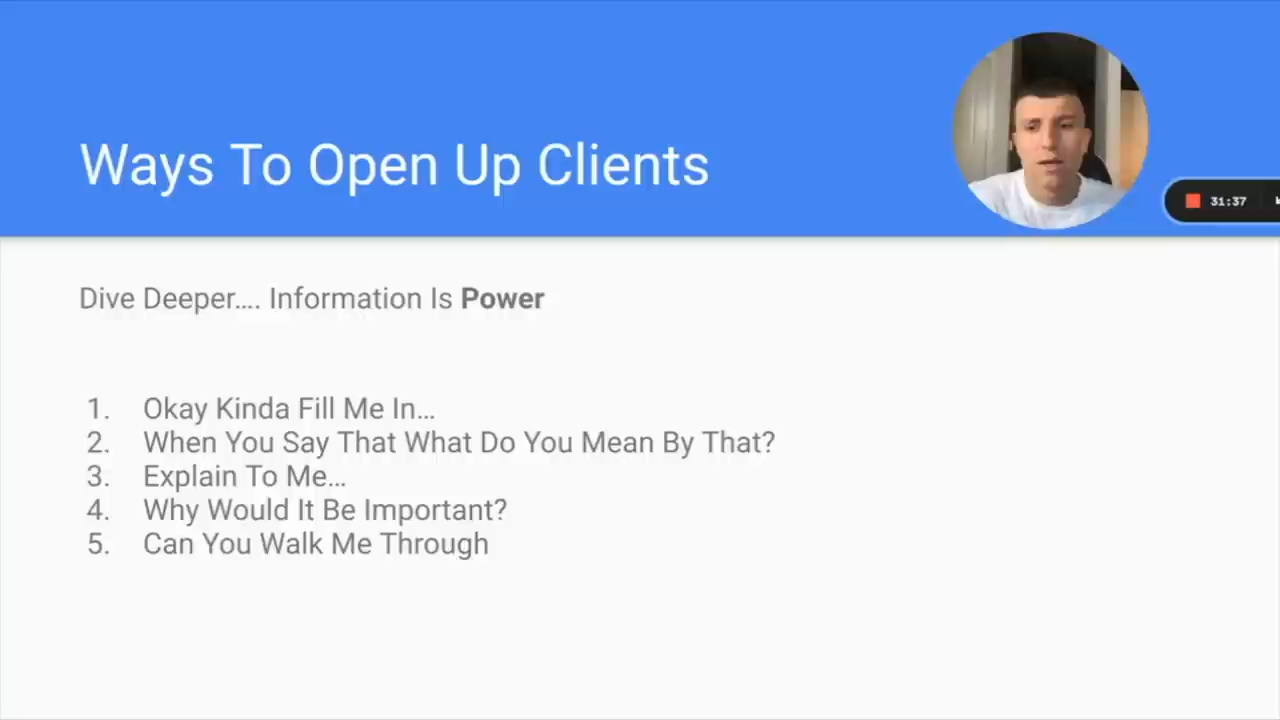 Ways To Open Up Clients
31:37
Dive Deeper.... Information Is Power
1. Okay Kinda Fill Me In...
2. When You Say That What Do You Mean By That?
3. Explain To Me...
4. Why Would It Be Important?
5. Can You Walk Me Through